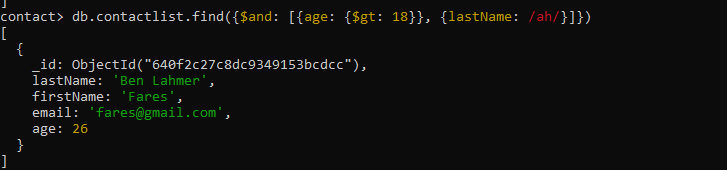 ]
contact> db.contactlist.find({$and: [{age: {$gt: 18}}, {lastName: /ah/}]})
[
  {
    _id: ObjectId("640f2c27c8dc9349153bcdcc"),
    lastName: 'Ben Lahmer',
    firstName: 'Fares',
    email: 'fares@gmail.com',
    age: 26
  }
]